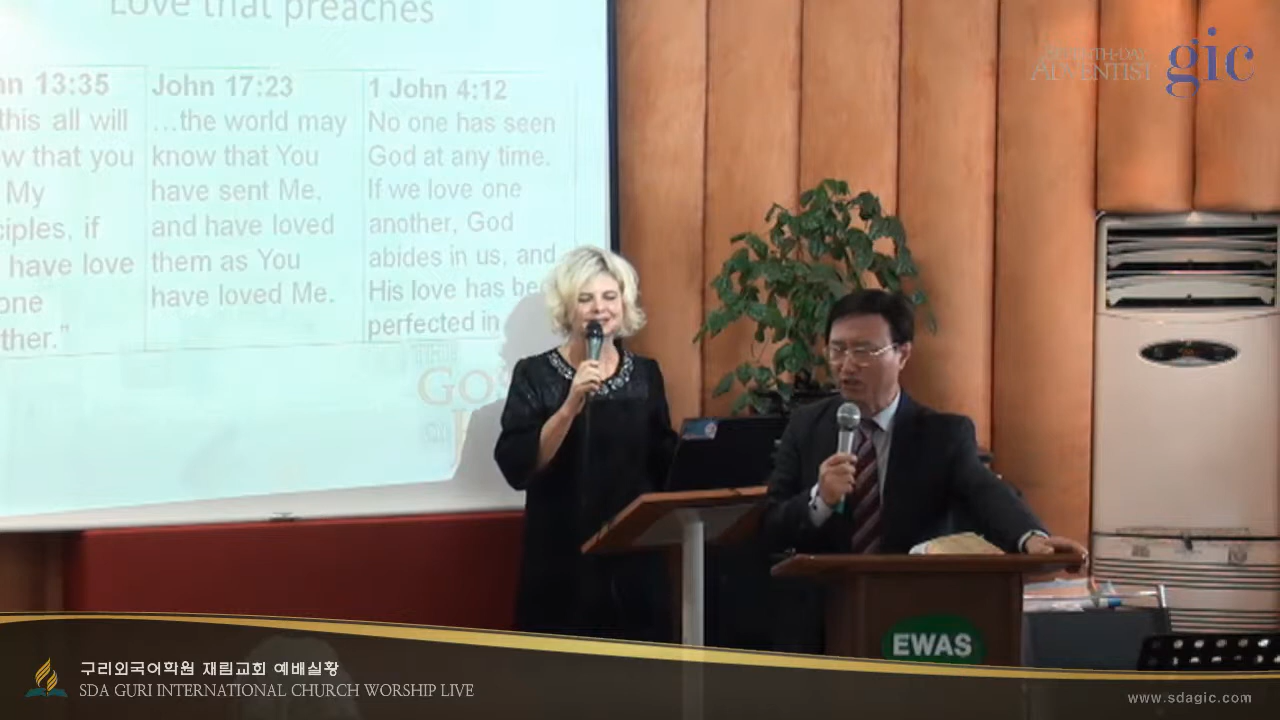 Love that preaches
n 13:35
this all will
w that you
My
ciples, if
have love
one
ther."
John 17:23
...the world may
know that You
have sent Me,
and have loved
them as You
have loved Me.
1 John 4:12
No one has seen
God at any time.
If we love one
another, God
abides in us, and
His love has be
perfected in
ADVENTIST
gic
EWAS
구리외국어학원 재림교회 예배실황
SDA GURI INTERNATIONAL CHURCH WORSHIP LIVE
www.sdagic.com